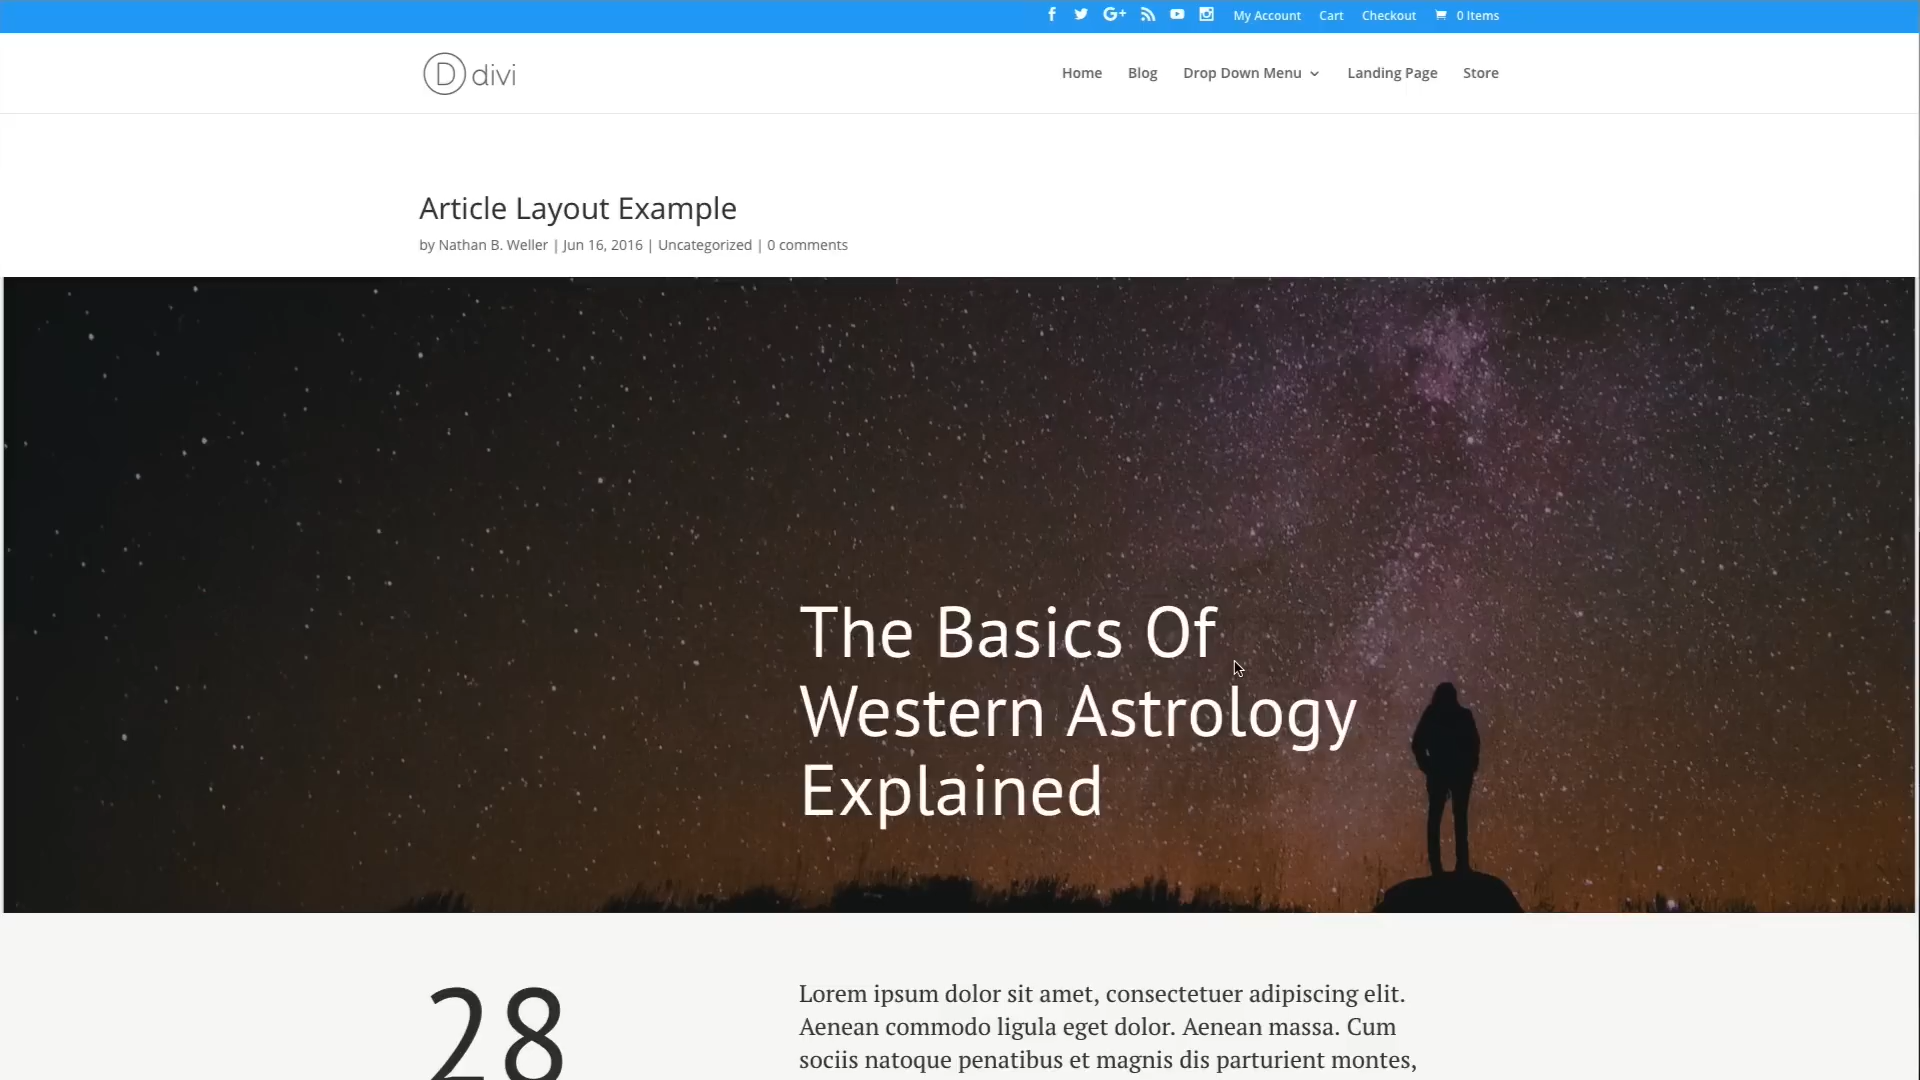 My Account Cart Checkout 0 Items
D divi
Home Blog Drop Down Menu Landing Page Store
Article Layout Example
by Nathan B. Weller | Jun 16, 2016 | Uncategorized | 0 comments
The Basics Of
Western Astrology
Explained
28
Lorem ipsum dolor sit amet, consectetuer adipiscing elit.
Aenean commodo ligula eget dolor. Aenean massa. Cum
sociis natoque penatibus et magnis dis parturient montes,